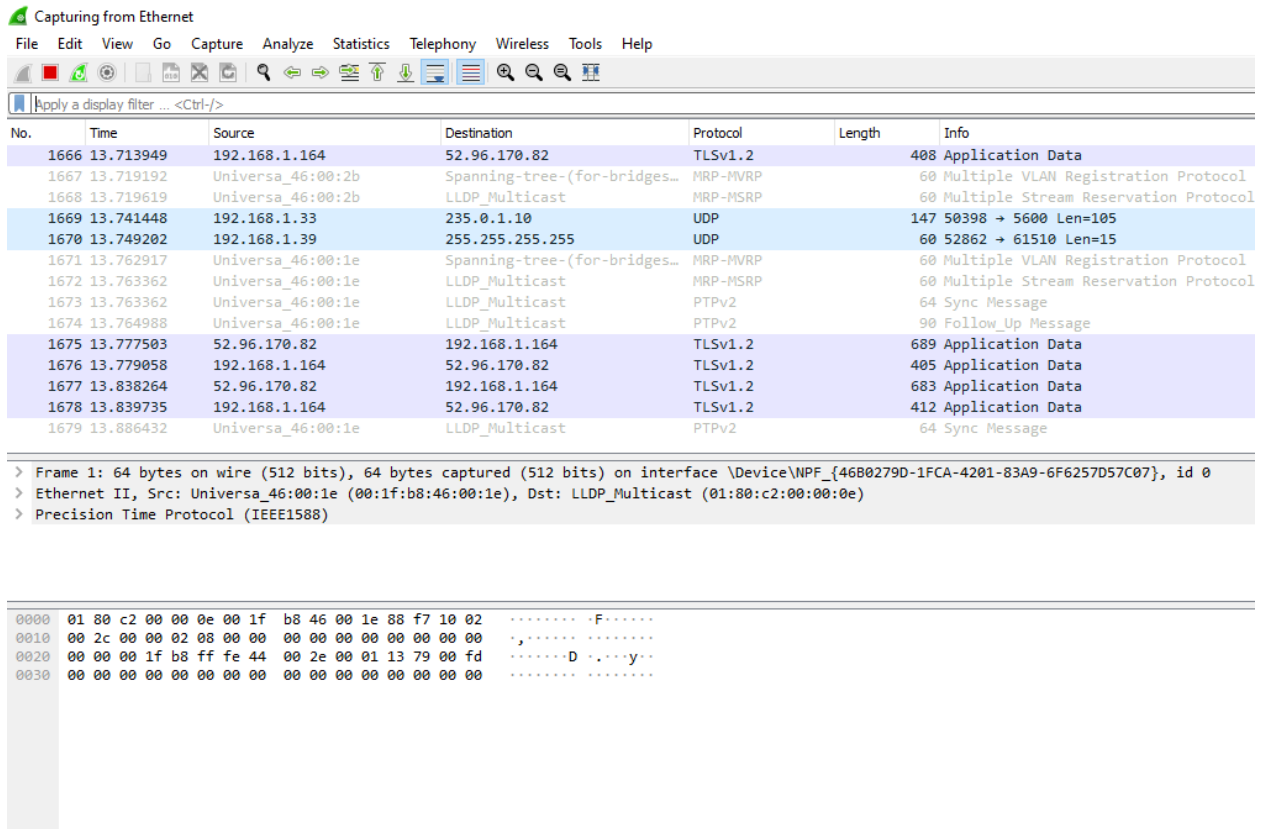 Capturing from Ethernet
File Edit View Go Capture Analyze Statistics Telephony Wireless Tools Help
Apply a display filter ... <Ctrl-/>
No. Time Source Destination Protocol Length Info
1666 13.713949 192.168.1.164 52.96.170.82 TLSv1.2 408 Application Data
1667 13.719192 Universa_46:00:2b Spanning-tree-(for-bridges… MRP-MVRP 60 Multiple VLAN Registration Protocol
1668 13.719619 Universa_46:00:2b LLDP_Multicast MRP-MSRP 60 Multiple Stream Reservation Protocol
1669 13.741448 192.168.1.33 235.0.1.10 UDP 147 50398 → 5600 Len=105
1670 13.749202 192.168.1.39 255.255.255.255 UDP 60 52862 → 61510 Len=15
1671 13.762917 Universa_46:00:1e Spanning-tree-(for-bridges… MRP-MVRP 60 Multiple VLAN Registration Protocol
1672 13.763362 Universa_46:00:1e LLDP_Multicast MRP-MSRP 60 Multiple Stream Reservation Protocol
1673 13.763362 Universa_46:00:1e LLDP_Multicast PTPv2 64 Sync Message
1674 13.764988 Universa_46:00:1e LLDP_Multicast PTPv2 90 Follow_Up Message
1675 13.777503 52.96.170.82 192.168.1.164 TLSv1.2 689 Application Data
1676 13.779058 192.168.1.164 52.96.170.82 TLSv1.2 405 Application Data
1677 13.838264 52.96.170.82 192.168.1.164 TLSv1.2 683 Application Data
1678 13.839735 192.168.1.164 52.96.170.82 TLSv1.2 412 Application Data
1679 13.886432 Universa_46:00:1e LLDP_Multicast PTPv2 64 Sync Message
> Frame 1: 64 bytes on wire (512 bits), 64 bytes captured (512 bits) on interface \Device\NPF_{46B0279D-1FCA-4201-83A9-6F6257D57C07}, id 0
> Ethernet II, Src: Universa_46:00:1e (00:1f:b8:46:00:1e), Dst: LLDP_Multicast (01:80:c2:00:00:0e)
> Precision Time Protocol (IEEE1588)
0000 01 80 c2 00 00 0e 00 1f b8 46 00 1e 88 f7 10 02 ········ ·F······
0010 00 2c 00 00 02 08 00 00 00 00 00 00 00 00 00 00 ·,······ ········
0020 00 00 00 1f b8 ff fe 44 00 2e 00 01 13 79 00 fd ·······D ·.···y··
0030 00 00 00 00 00 00 00 00 00 00 00 00 00 00 00 00 ········ ········